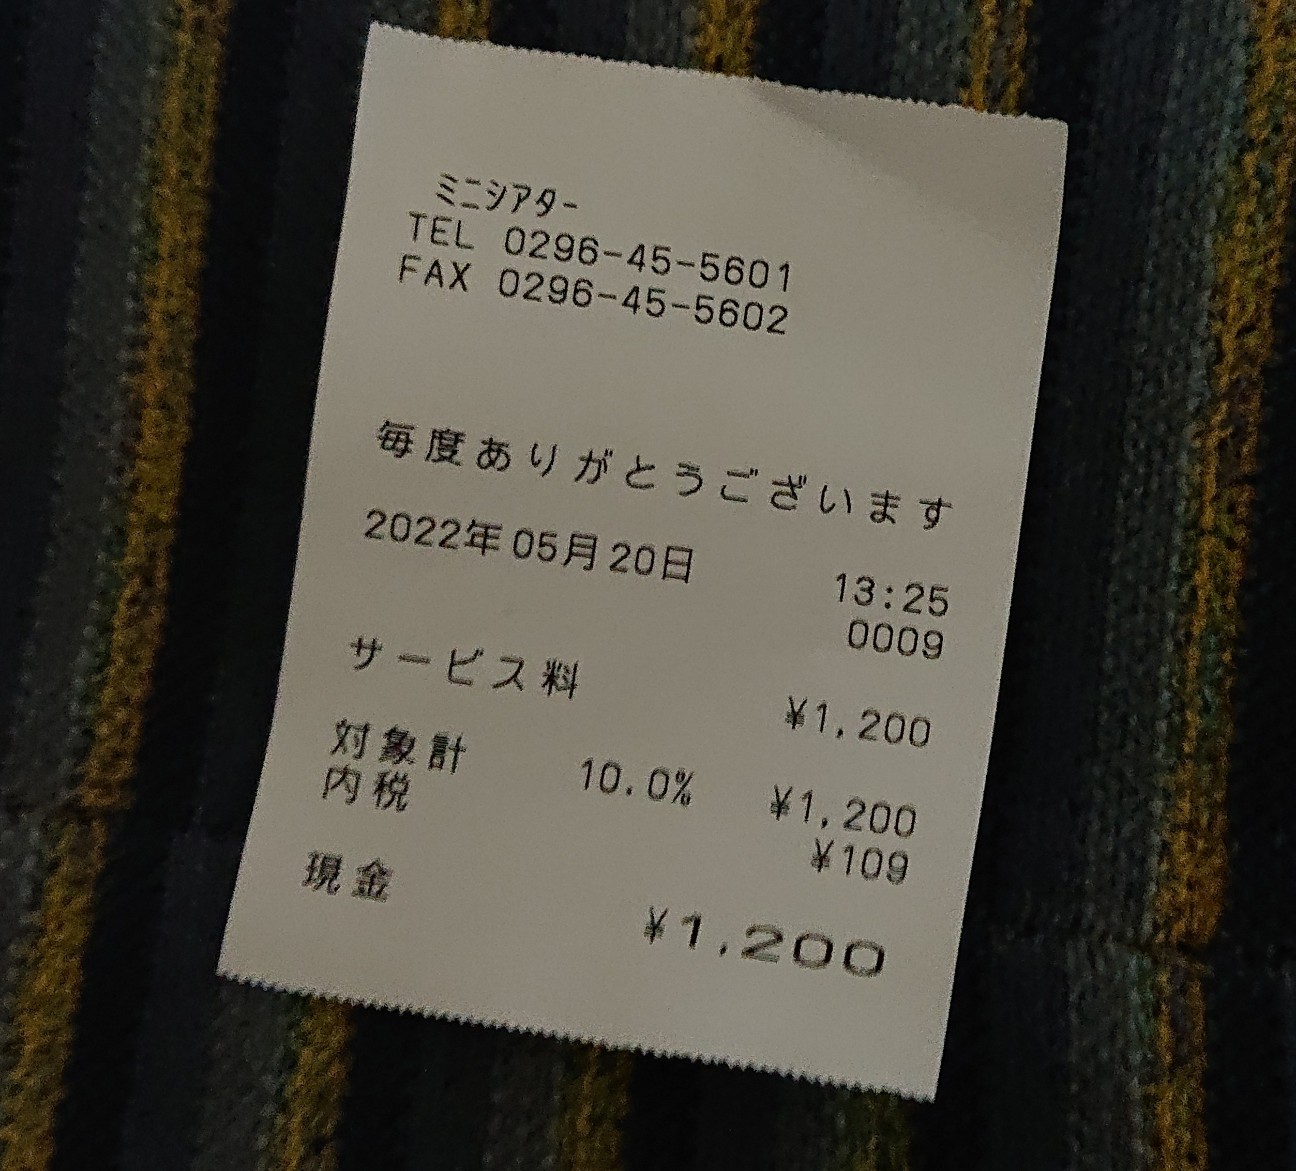 ミニシアター
TEL 0296-45-5601
FAX 0296-45-5602
毎度ありがとうございます
2022年05月20日 13:25
0009
サービス料 ¥1,200
対象計 10.0% ¥1,200
内税 ¥109
現金 ¥1,200